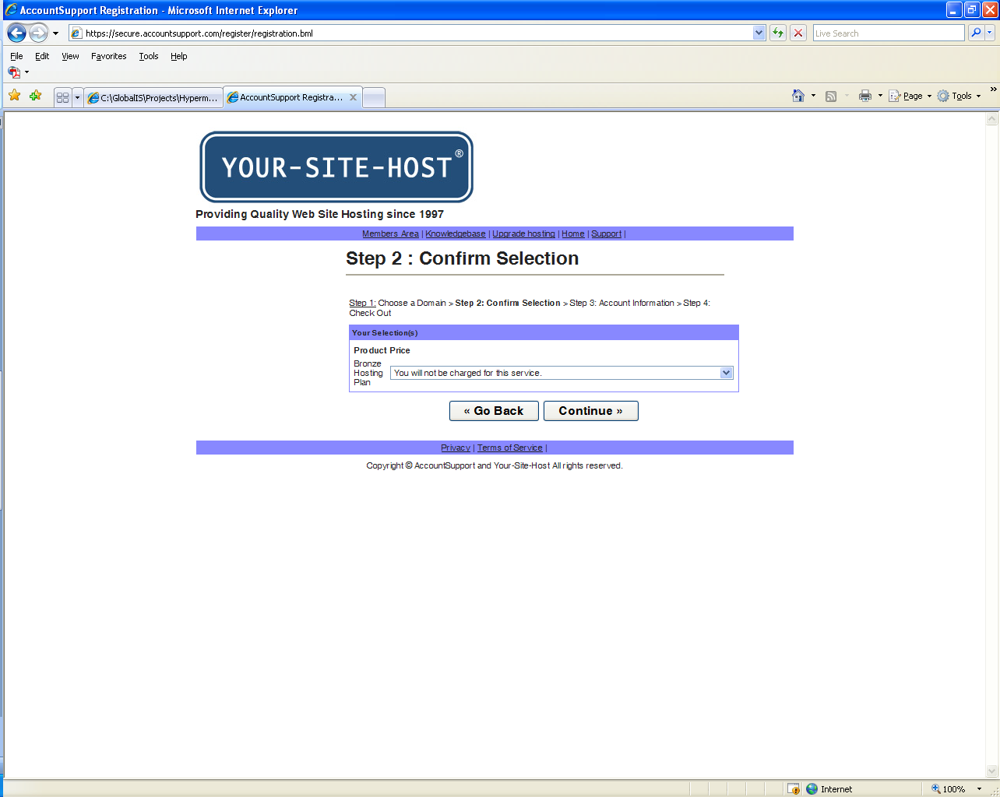 AccountSupport Registration - Microsoft Internet Explorer
https://secure.accountsupport.com/register/registration.bml
Live Search
File Edit View Favorites Tools Help
C:\GlobalIS\Projects\Hyperm...
AccountSupport Registra...
Page Tools »
YOUR-SITE-HOST®
Providing Quality Web Site Hosting since 1997
Members Area | Knowledgebase | Upgrade hosting | Home | Support |
Step 2 : Confirm Selection
Step 1: Choose a Domain > Step 2: Confirm Selection > Step 3: Account Information > Step 4:
Check Out
Your Selection(s)
Product Price
Bronze
Hosting
Plan
You will not be charged for this service.
« Go Back
Continue »
Privacy | Terms of Service |
Copyright © AccountSupport and Your-Site-Host All rights reserved.
Internet
100%